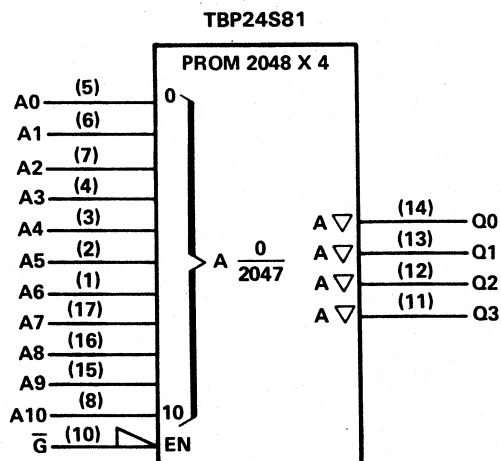 TBP24S81
PROM 2048 X 4
A0 (5) 0
A1 (6)
A2 (7)
A3 (4)
A4 (3)
A5 (2)
A6 (1)
A7 (17)
A8 (16)
A9 (15)
A10 (8) 10
G̅ (10) EN
A 0
2047
A ▽ (14) Q0
A ▽ (13) Q1
A ▽ (12) Q2
A ▽ (11) Q3